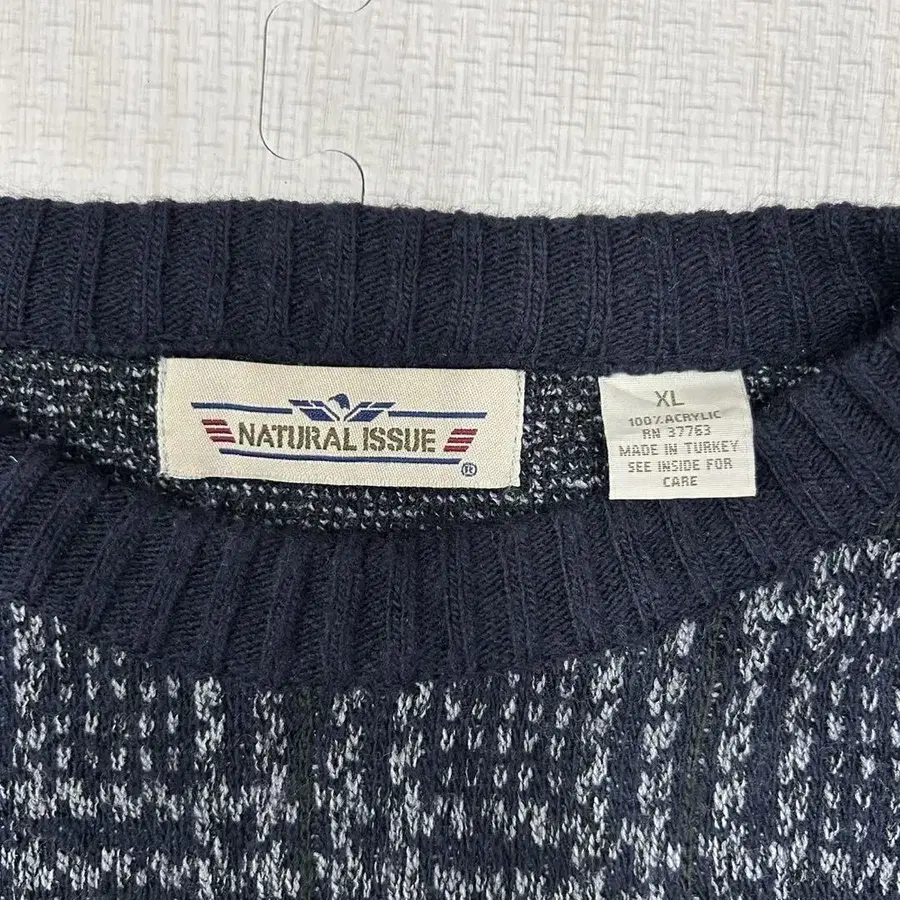 NATURAL ISSUE
®
XL
100% ACRYLIC
RN 37763
MADE IN TURKEY
SEE INSIDE FOR
CARE